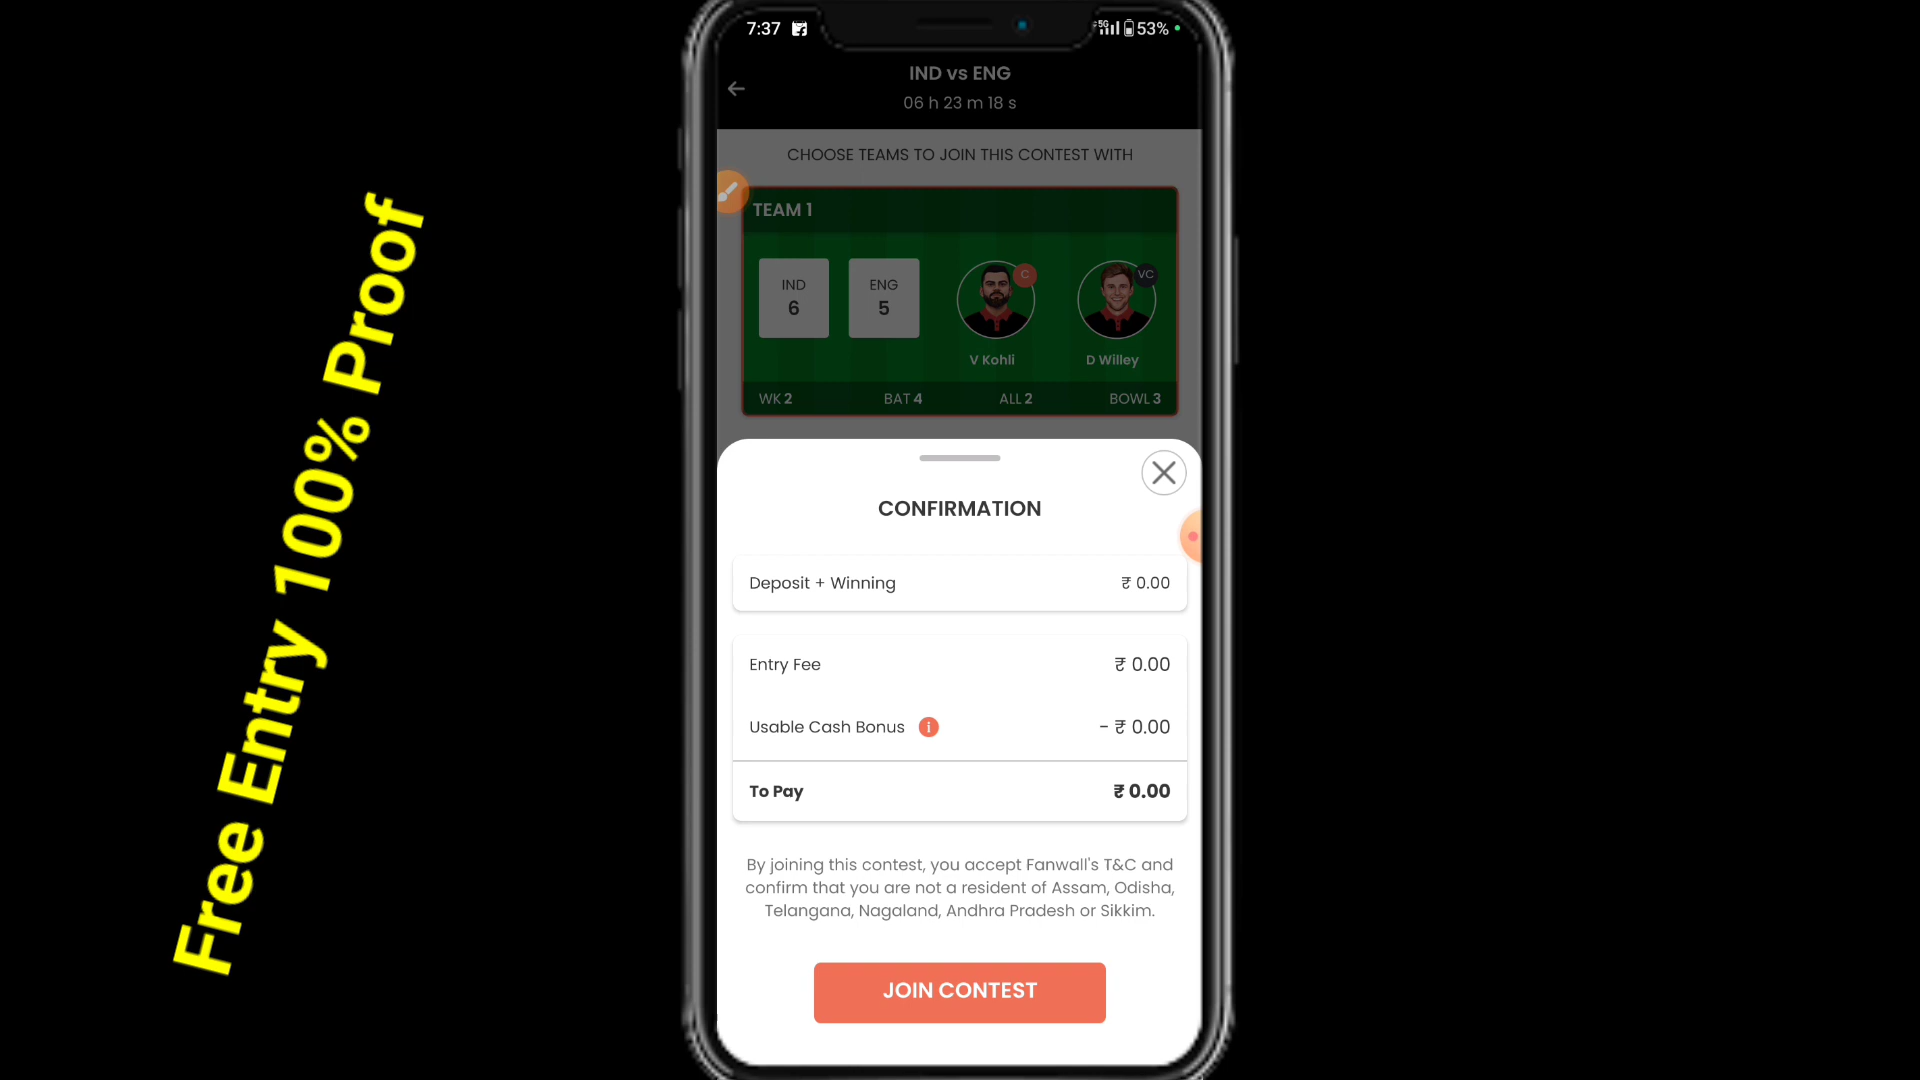 Free Entry 100% Proof
7:37
5G
53%
IND vs ENG
06 h 23 m 18 s
CHOOSE TEAMS TO JOIN THIS CONTEST WITH
TEAM 1
IND
6
ENG
5
C
VC
V Kohli
D Willey
WK 2 BAT 4 ALL 2 BOWL 3
CONFIRMATION
Deposit + Winning ₹ 0.00
Entry Fee ₹ 0.00
Usable Cash Bonus i - ₹ 0.00
To Pay ₹ 0.00
By joining this contest, you accept Fanwall's T&C and
confirm that you are not a resident of Assam, Odisha,
Telangana, Nagaland, Andhra Pradesh or Sikkim.
JOIN CONTEST